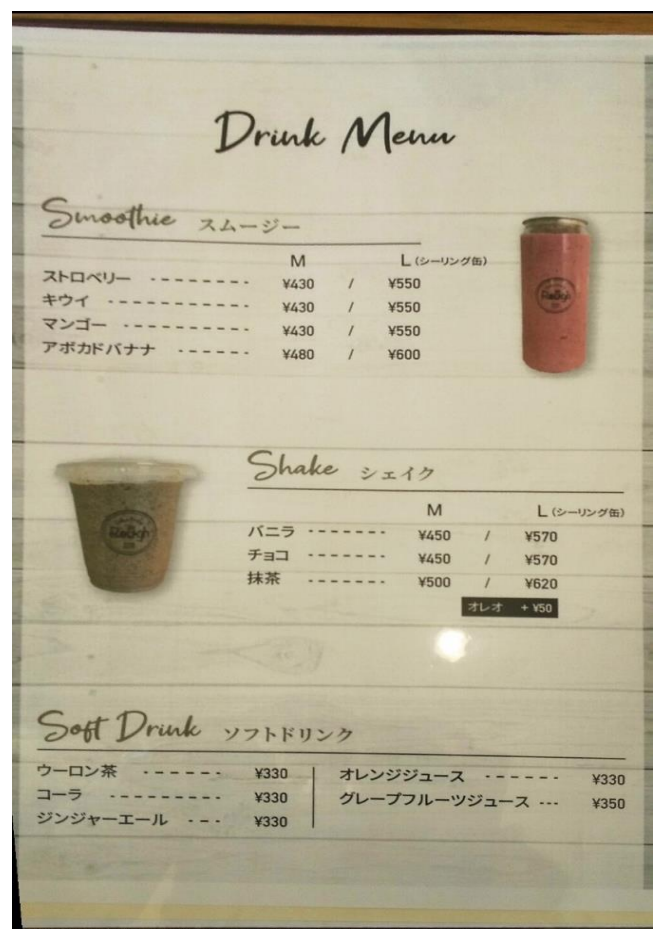 Drink Menu
Smoothie スムージー
M L（シーリング缶）
ストロベリー - - - - - - - - ¥430 / ¥550
キウイ - - - - - - - - - - - ¥430 / ¥550
マンゴー - - - - - - - - - - ¥430 / ¥550
アボカドバナナ - - - - - - ¥480 / ¥600
Shake シェイク
M L（シーリング缶）
バニラ - - - - - - - - ¥450 / ¥570
チョコ - - - - - - - - ¥450 / ¥570
抹茶 - - - - - - - - ¥500 / ¥620
オレオ + ¥50
Soft Drink ソフトドリンク
ウーロン茶 - - - - - - ¥330
コーラ - - - - - - - - - ¥330
ジンジャーエール - - - ¥330
オレンジジュース - - - - - - ¥330
グレープフルーツジュース - - - ¥350